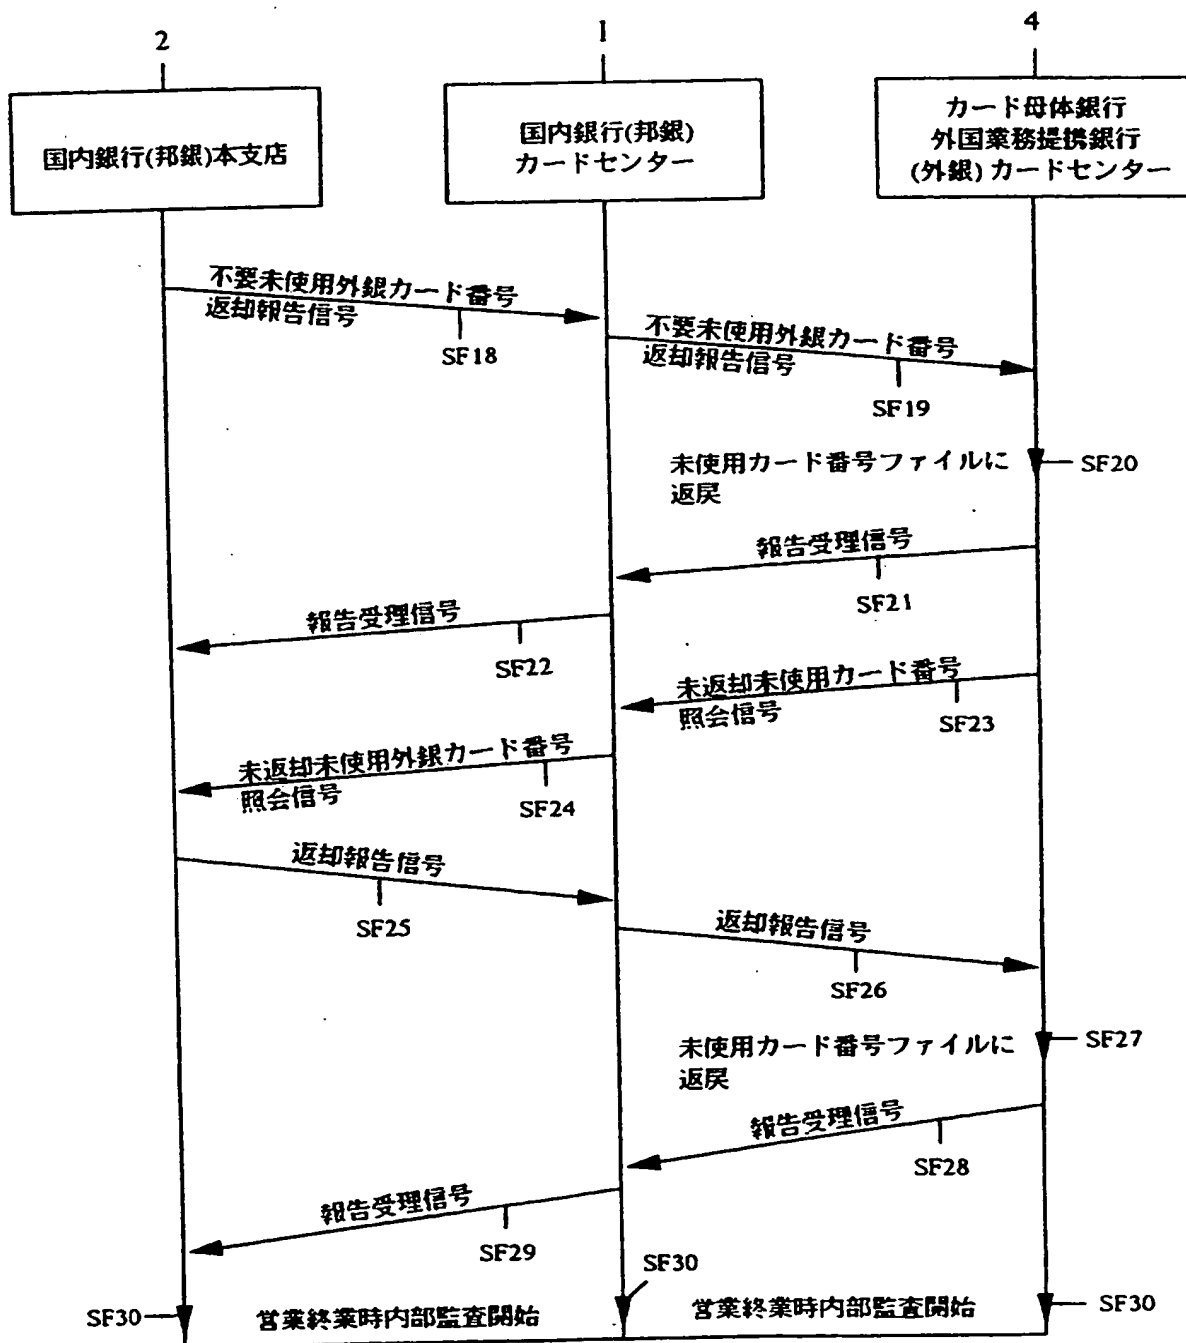 2
1
4
国内銀行(邦銀)本支店
国内銀行(邦銀)
カードセンター
カード母体銀行
外国業務提携銀行
(外銀)カードセンター
不要未使用外銀カード番号
返却報告信号
SF18
不要未使用外銀カード番号
返却報告信号
SF19
未使用カード番号ファイルに
返戻
SF20
報告受理信号
SF21
報告受理信号
SF22
未返却未使用カード番号
照会信号
SF23
未返却未使用外銀カード番号
照会信号
SF24
返却報告信号
SF25
返却報告信号
SF26
未使用カード番号ファイルに
返戻
SF27
報告受理信号
SF28
報告受理信号
SF29
SF30
SF30
営業終業時内部監査開始
営業終業時内部監査開始
SF30